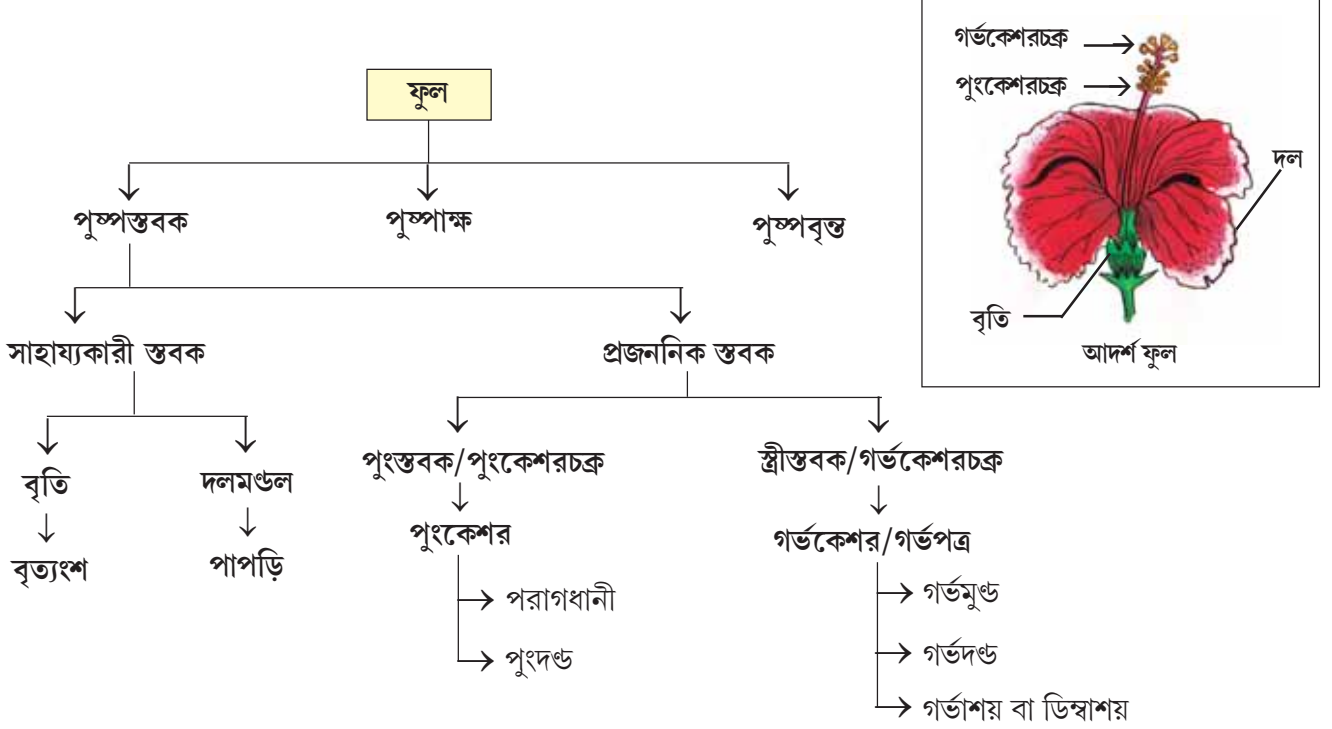 গর্ভকেশরচক্র
পুংকেশরচক্র
ফুল
দল
পুষ্পস্তবক পুষ্পাক্ষ পুষ্পবৃন্ত
বৃতি
সাহায্যকারী স্তবক প্রজননিক স্তবক আদর্শ ফুল
পুংস্তবক/পুংকেশরচক্র স্ত্রীস্তবক/গর্ভকেশরচক্র
বৃতি দলমণ্ডল
পুংকেশর গর্ভকেশর/গর্ভপত্র
বৃত্যংশ পাপড়ি
পরাগধানী গর্ভমুণ্ড
পুংদণ্ড গর্ভদণ্ড
গর্ভাশয় বা ডিম্বাশয়